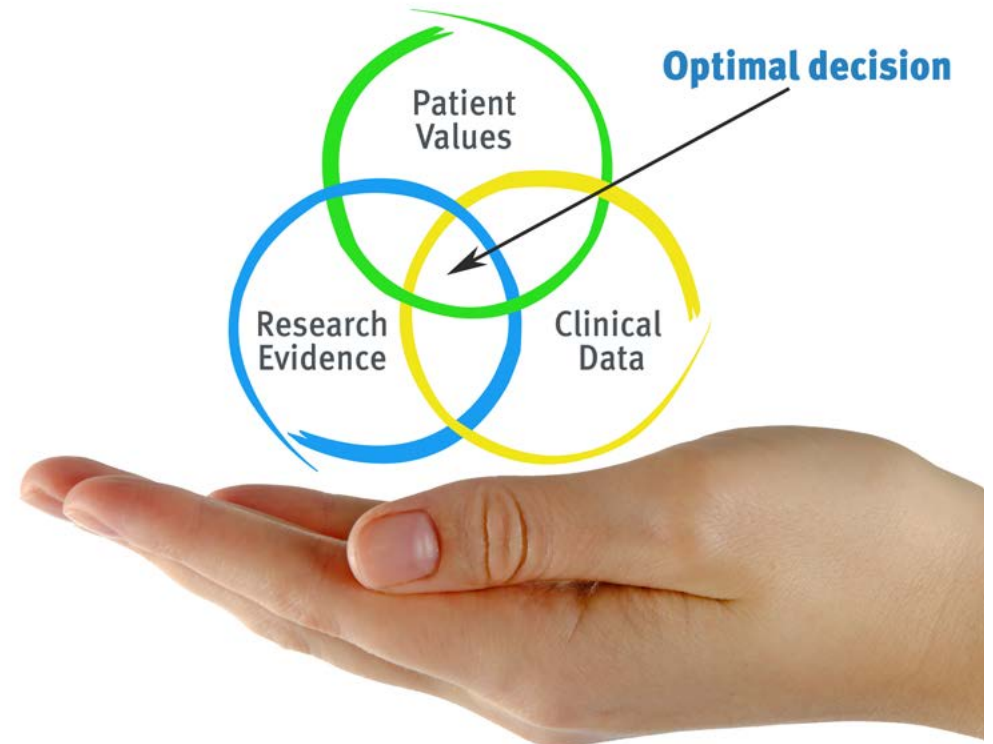 Optimal decision
Patient
Values
Research
Evidence
Clinical
Data